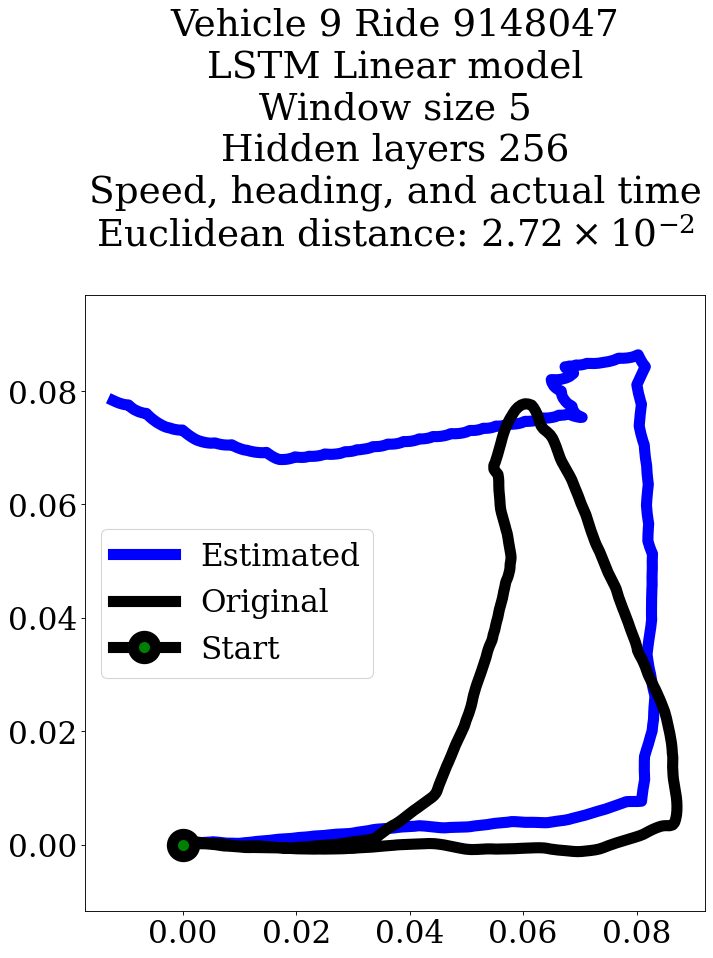 Vehicle 9 Ride 9148047
LSTM Linear model
Window size 5
Hidden layers 256
Speed, heading, and actual time
Euclidean distance: 2.72 × 10⁻²
0.08
0.06
0.04
0.02
0.00
Estimated
Original
Start
0.00 0.02 0.04 0.06 0.08